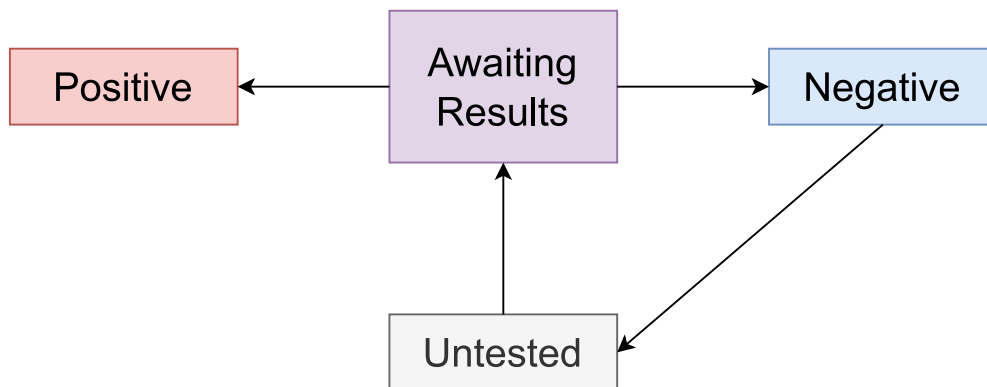 Positive
Awaiting
Results
Negative
Untested